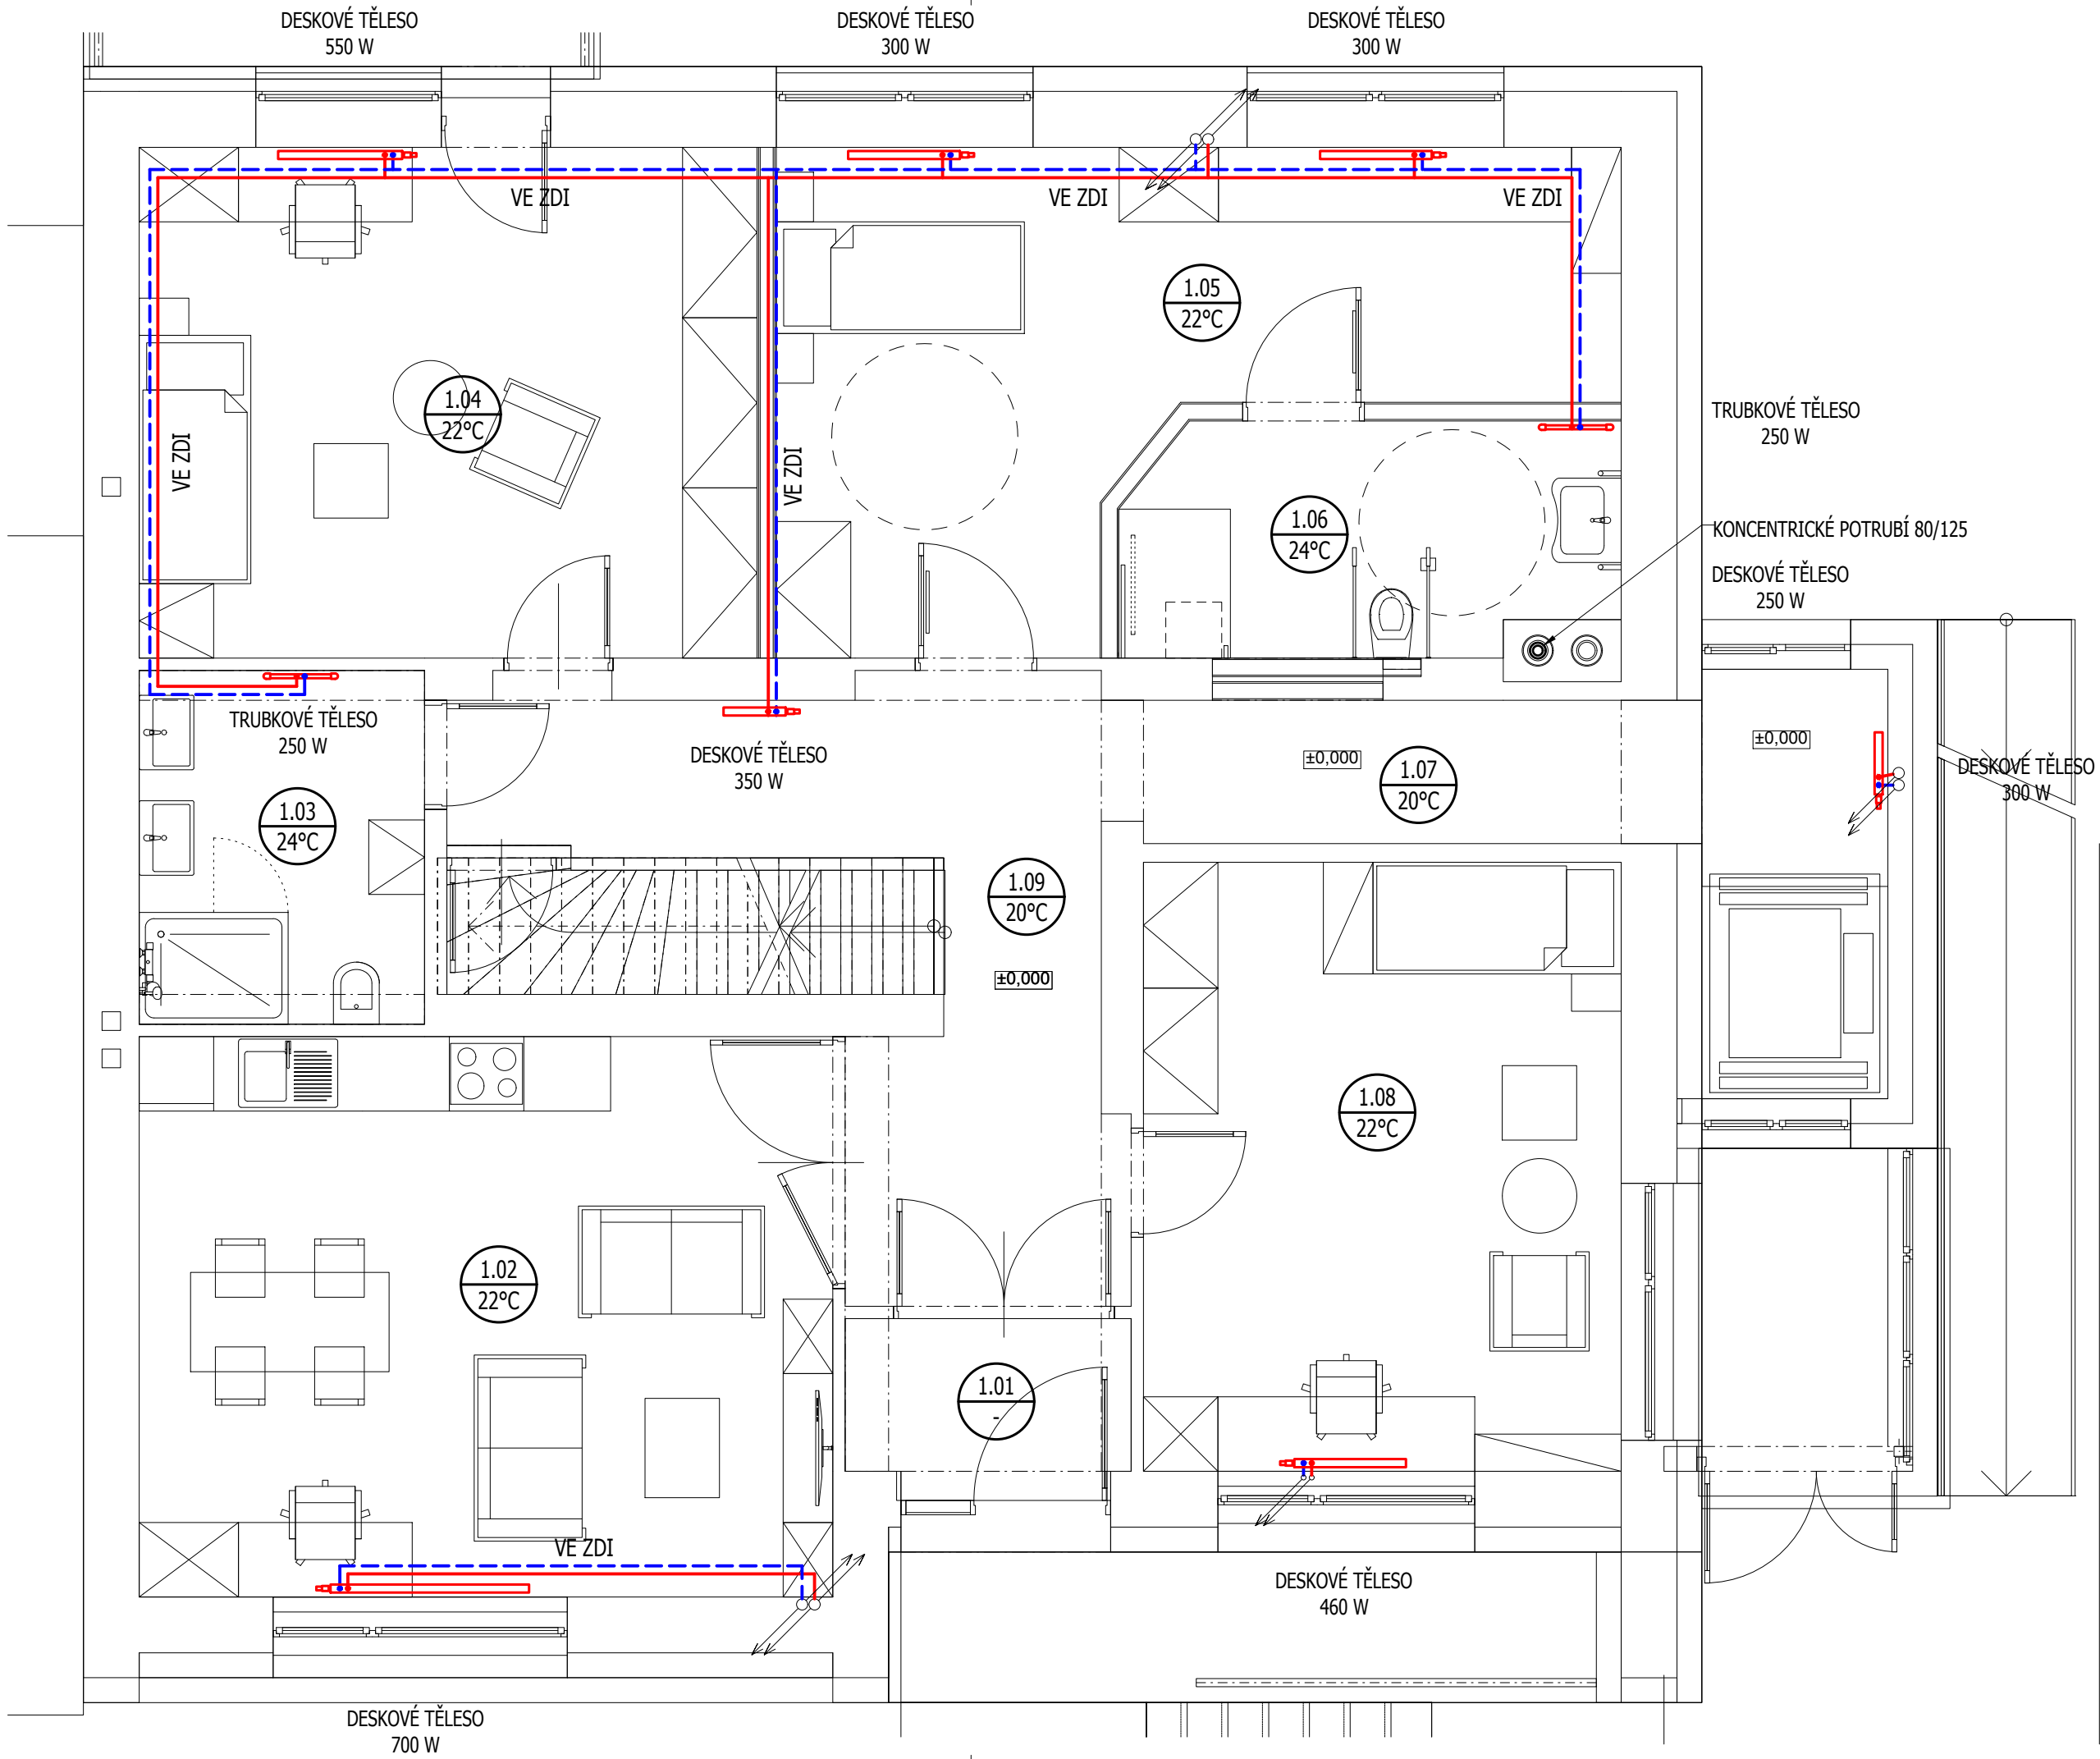 DESKOVÉ TĚLESO
550 W
DESKOVÉ TĚLESO
300 W
DESKOVÉ TĚLESO
300 W
VE ZDI
VE ZDI
VE ZDI
1.05
22°C
1.04
22°C
VE ZDI
VE ZDI
TRUBKOVÉ TĚLESO
250 W
1.06
24°C
KONCENTRICKÉ POTRUBÍ 80/125
DESKOVÉ TĚLESO
250 W
TRUBKOVÉ TĚLESO
250 W
DESKOVÉ TĚLESO
350 W
±0,000
1.07
20°C
±0,000
DESKOVÉ TĚLESO
300 W
1.03
24°C
1.09
20°C
±0,000
1.08
22°C
1.02
22°C
1.01
-
VE ZDI
DESKOVÉ TĚLESO
460 W
DESKOVÉ TĚLESO
700 W